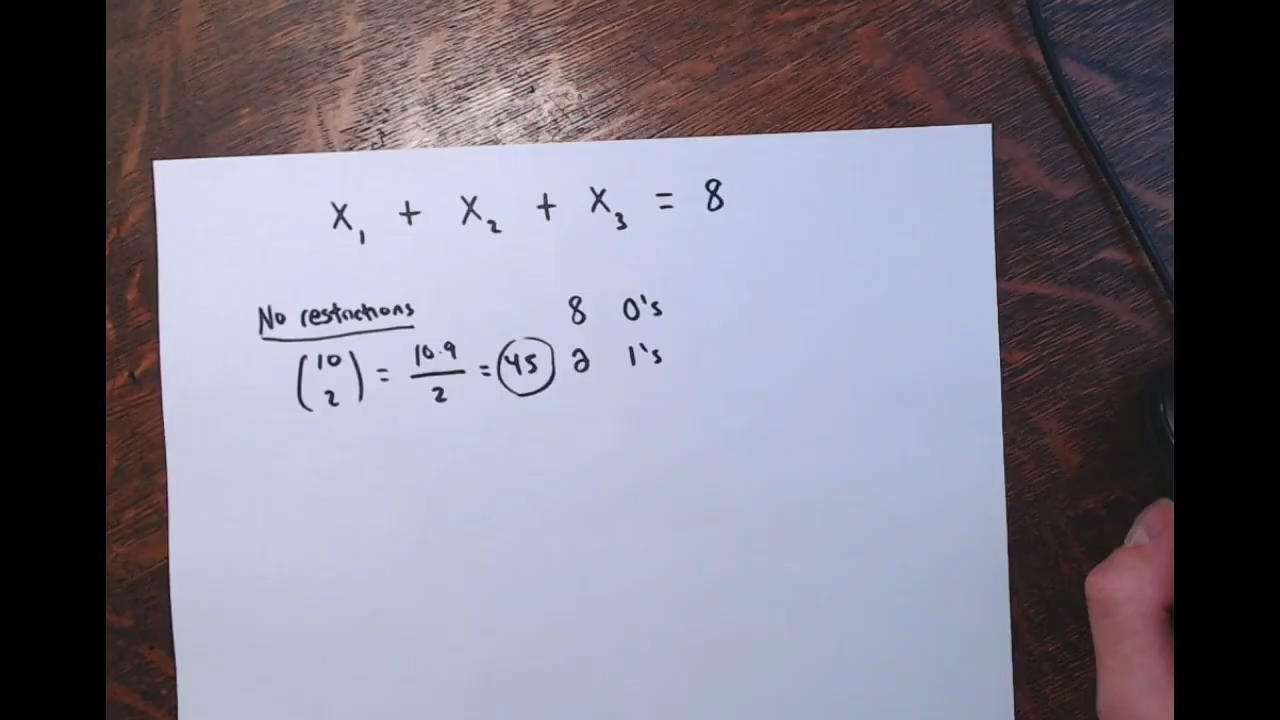 X₁ + X₂ + X₃ = 8
No restrictions
8 0's
(10 2) = 10·9/2 = 45
2 1's